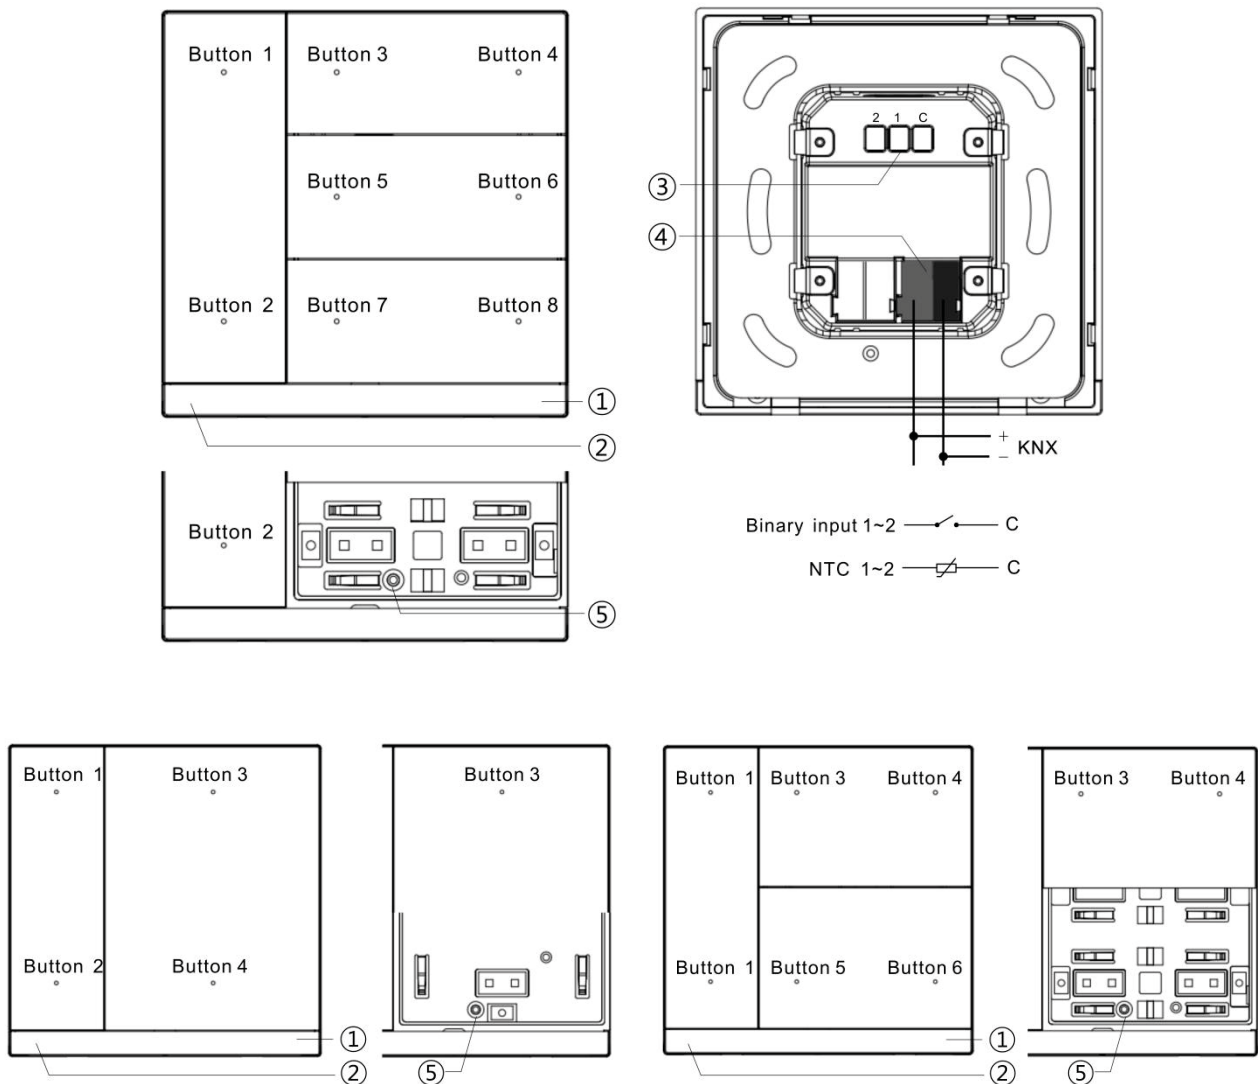 Button 1
Button 3
Button 4
Button 5
Button 6
Button 2
Button 7
Button 8
①
②
2 1 C
③
④
+
− KNX
Button 2
⑤
Binary input 1~2 C
NTC 1~2 C
Button 1
Button 3
Button 2
Button 4
①
②
Button 3
⑤
Button 1
Button 3
Button 4
Button 1
Button 5
Button 6
①
②
Button 3
Button 4
⑤